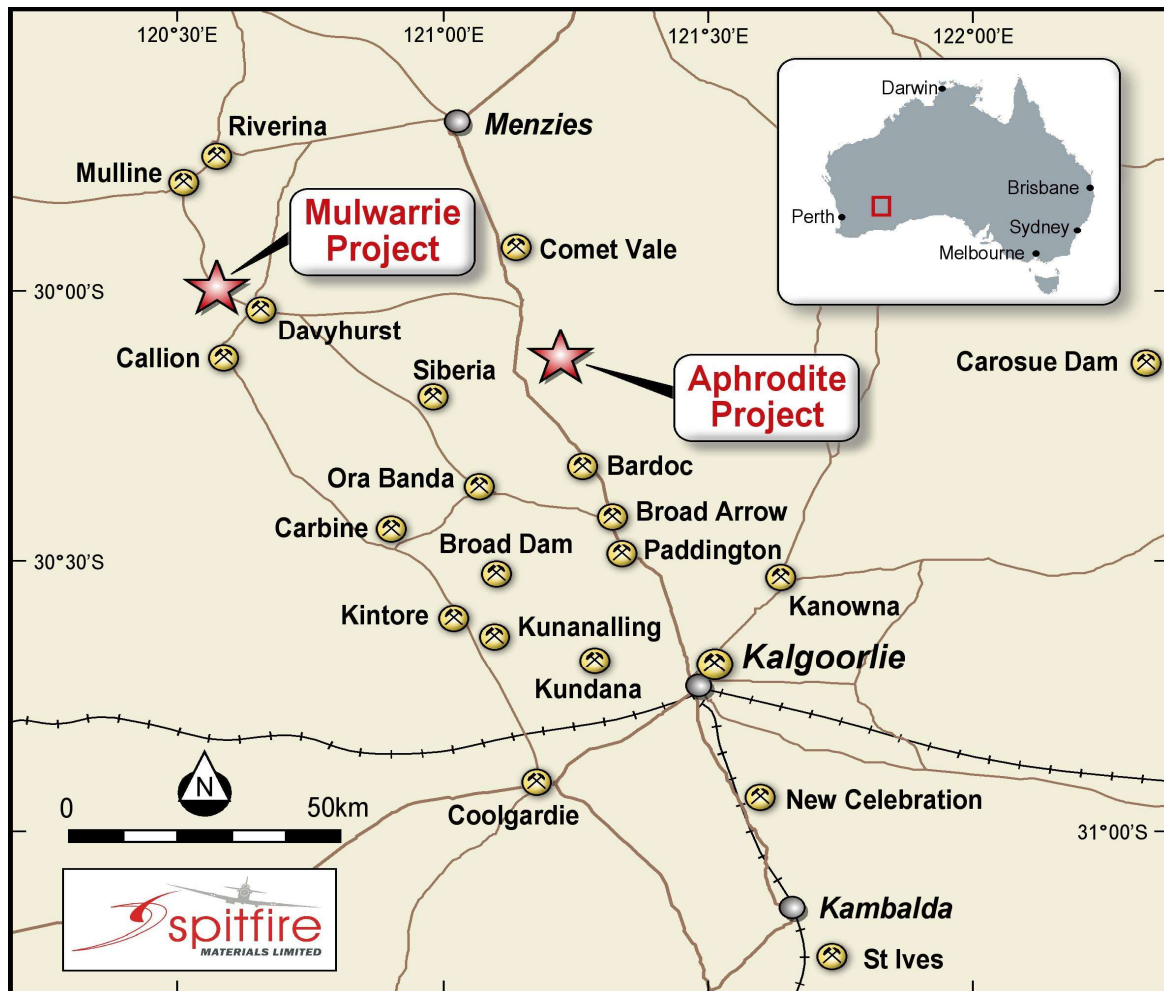 120°30'E
121°00'E
121°30'E
122°00'E
Darwin
Brisbane
Perth
Sydney
Melbourne
Riverina
Menzies
Mulline
Mulwarrie
Project
Comet Vale
30°00'S
Davyhurst
Callion
Siberia
Carosue Dam
Aphrodite
Project
Bardoc
Ora Banda
Broad Arrow
Carbine
Broad Dam
Paddington
30°30'S
Kanowna
Kintore
Kunanalling
Kalgoorlie
Kundana
N
0
50km
Coolgardie
New Celebration
31°00'S
spitfire
MATERIALS LIMITED
Kambalda
St Ives